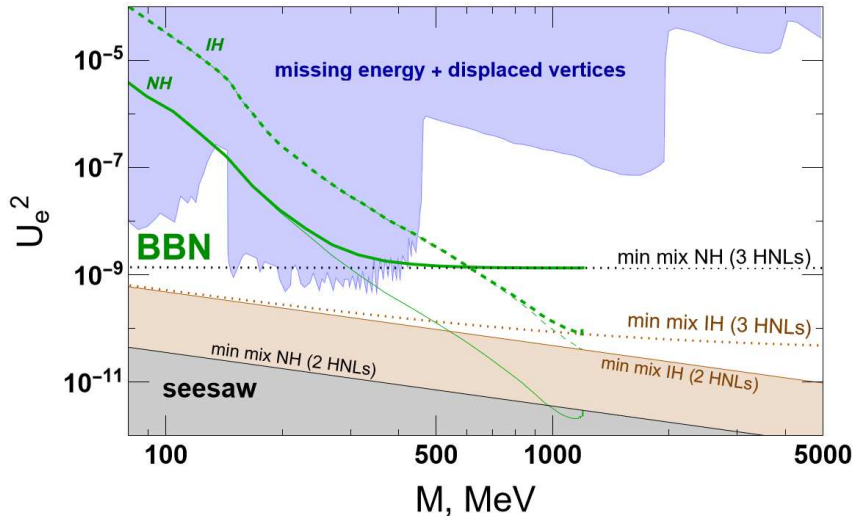 10⁻⁵
10⁻⁷
10⁻⁹
10⁻¹¹
U_e²
IH
NH
missing energy + displaced vertices
BBN
min mix NH (3 HNLs)
min mix IH (3 HNLs)
min mix NH (2 HNLs)
min mix IH (2 HNLs)
seesaw
100 500 1000 5000
M, MeV